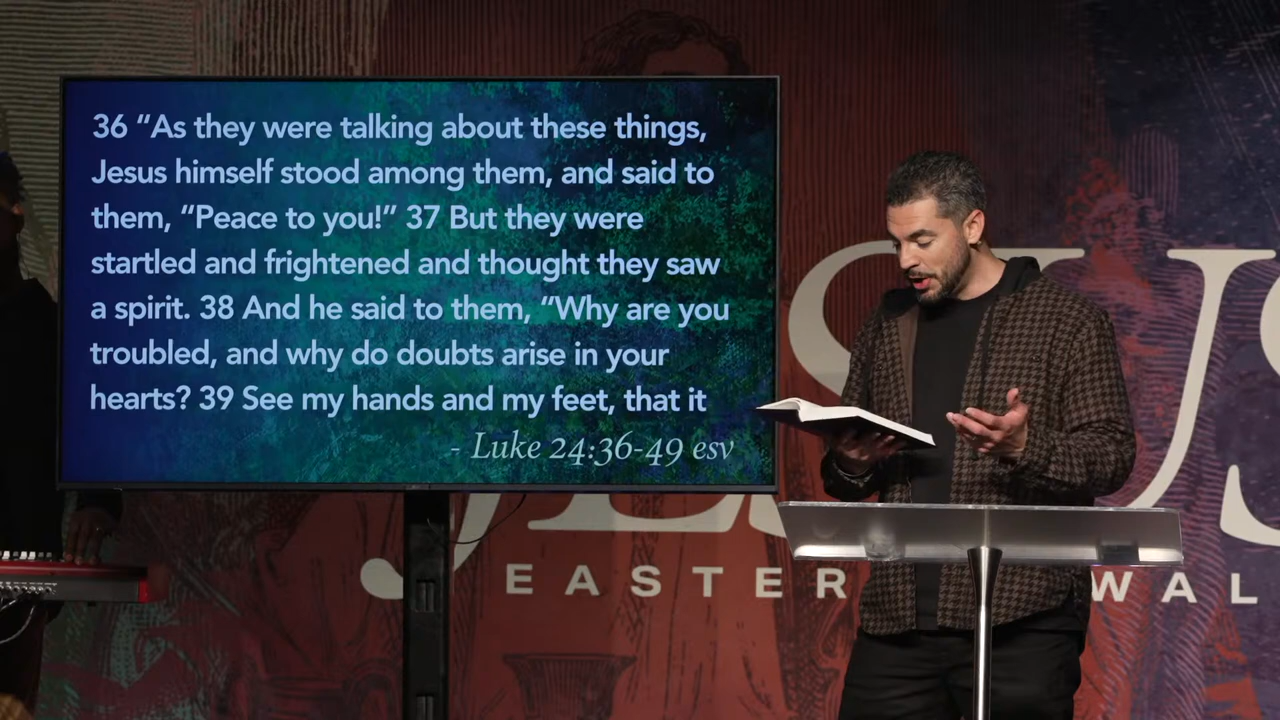 36 “As they were talking about these things,
Jesus himself stood among them, and said to
them, “Peace to you!” 37 But they were
startled and frightened and thought they saw
a spirit. 38 And he said to them, “Why are you
troubled, and why do doubts arise in your
hearts? 39 See my hands and my feet, that it
- Luke 24:36-49 esv
JESUS
EASTER WAL